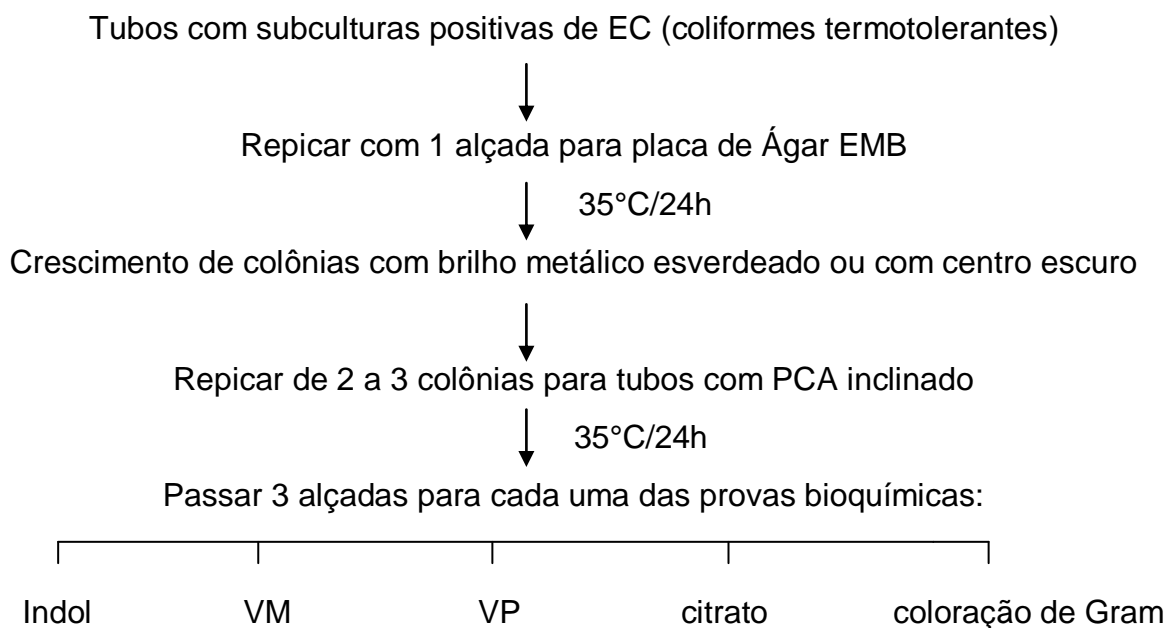 Tubos com subculturas positivas de EC (coliformes termotolerantes)
Repicar com 1 alçada para placa de Ágar EMB
35°C/24h
Crescimento de colônias com brilho metálico esverdeado ou com centro escuro
Repicar de 2 a 3 colônias para tubos com PCA inclinado
35°C/24h
Passar 3 alçadas para cada uma das provas bioquímicas:
Indol VM VP citrato coloração de Gram